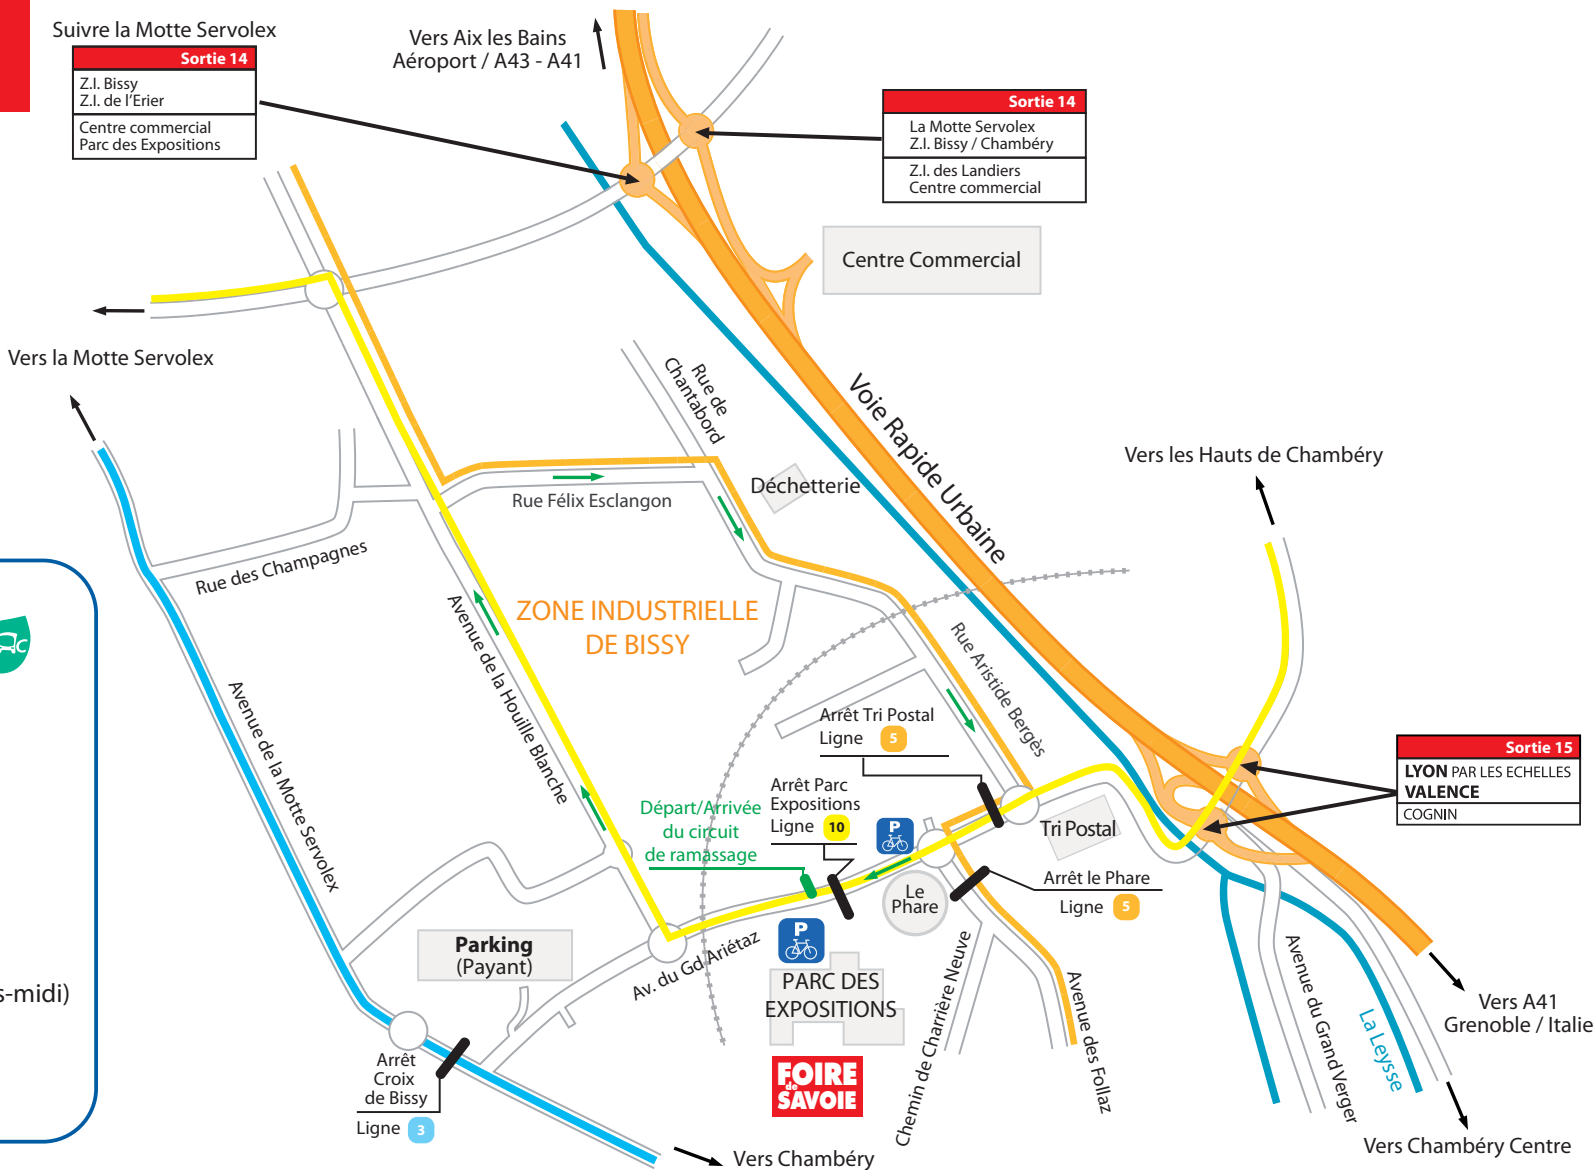 Suivre la Motte Servolex
Sortie 14
Z.I. Bissy
Z.I. de l'Erier
Centre commercial
Parc des Expositions
Vers Aix les Bains
Aéroport / A43 - A41
Sortie 14
La Motte Servolex
Z.I. Bissy / Chambéry
Z.I. des Landiers
Centre commercial
Centre Commercial
Vers la Motte Servolex
Rue de
Chantabord
Voie Rapide Urbaine
Déchetterie
Rue Félix Esclangon
Vers les Hauts de Chambéry
Rue des Champagnes
Avenue de la Houille Blanche
ZONE INDUSTRIELLE
DE BISSY
Rue Aristide Bergès
Avenue de la Motte Servolex
Arrêt Tri Postal
Ligne 5
Sortie 15
LYON PAR LES ECHELLES
VALENCE
COGNIN
Arrêt Parc
Expositions
Ligne 10
Départ/Arrivée
du circuit
de ramassage
P
Tri Postal
Le
Phare
Arrêt le Phare
Ligne 5
Parking
(Payant)
Av. du Gd Ariétaz
P
PARC DES
EXPOSITIONS
FOIRE
de
SAVOIE
Chemin de Charrière Neuve
Avenue des Follaz
Avenue du Grand Verger
La Leysse
Vers A41
Grenoble / Italie
s-midi)
C
Arrêt
Croix
de Bissy
Ligne 3
Vers Chambéry
Vers Chambéry Centre